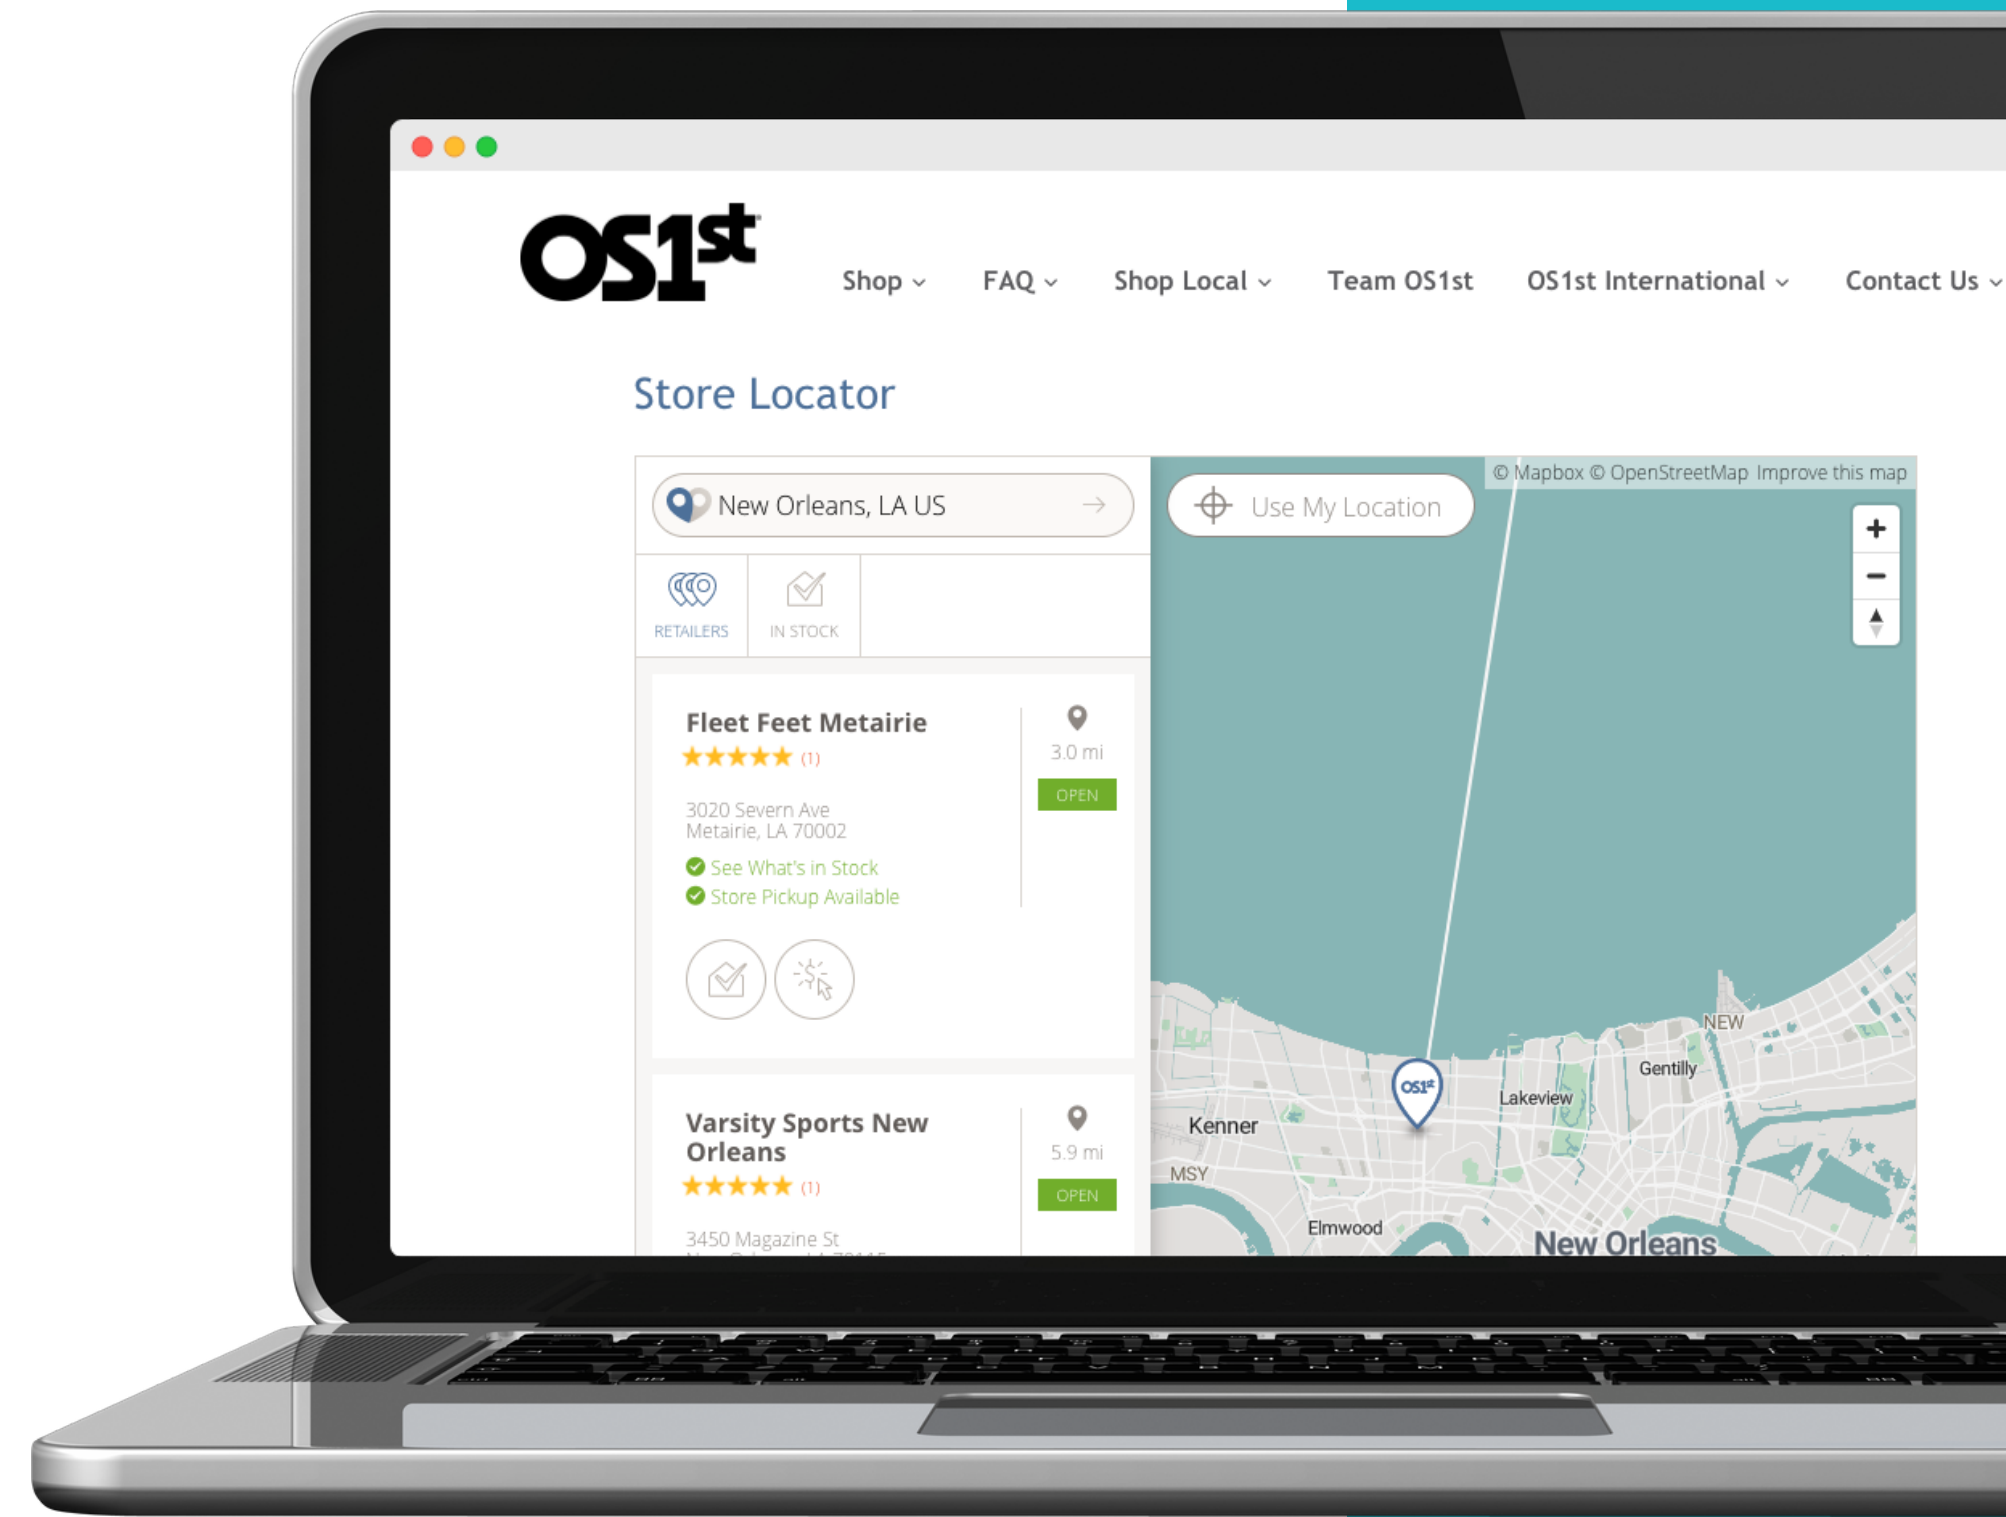 OS1st
Shop
FAQ
Shop Local
Team OS1st
OS1st International
Contact Us
Store Locator
New Orleans, LA US
Use My Location
© Mapbox © OpenStreetMap Improve this map
RETAILERS
IN STOCK
Fleet Feet Metairie
(1)
3.0 mi
OPEN
3020 Severn Ave
Metairie, LA 70002
See What's in Stock
Store Pickup Available
Varsity Sports New
Orleans
(1)
5.9 mi
OPEN
3450 Magazine St
NEW
Gentilly
OS1st
Lakeview
Kenner
MSY
Elmwood
New Orleans